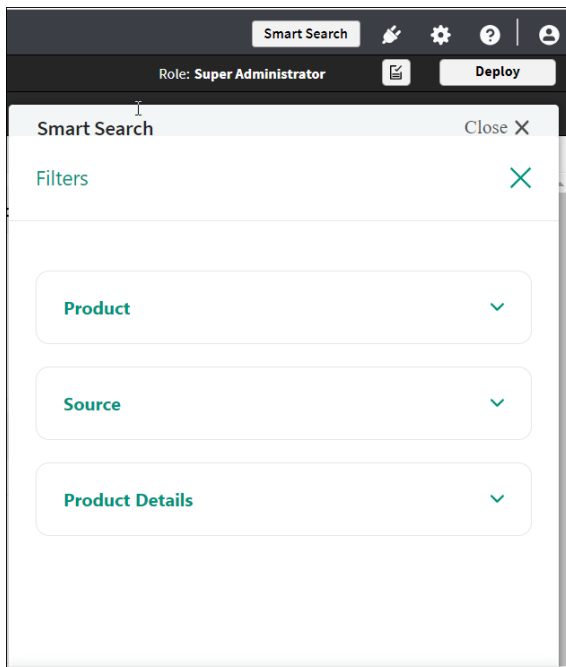 Smart Search
Role: Super Administrator
Deploy
Smart Search
Close
Filters
Product
Source
Product Details